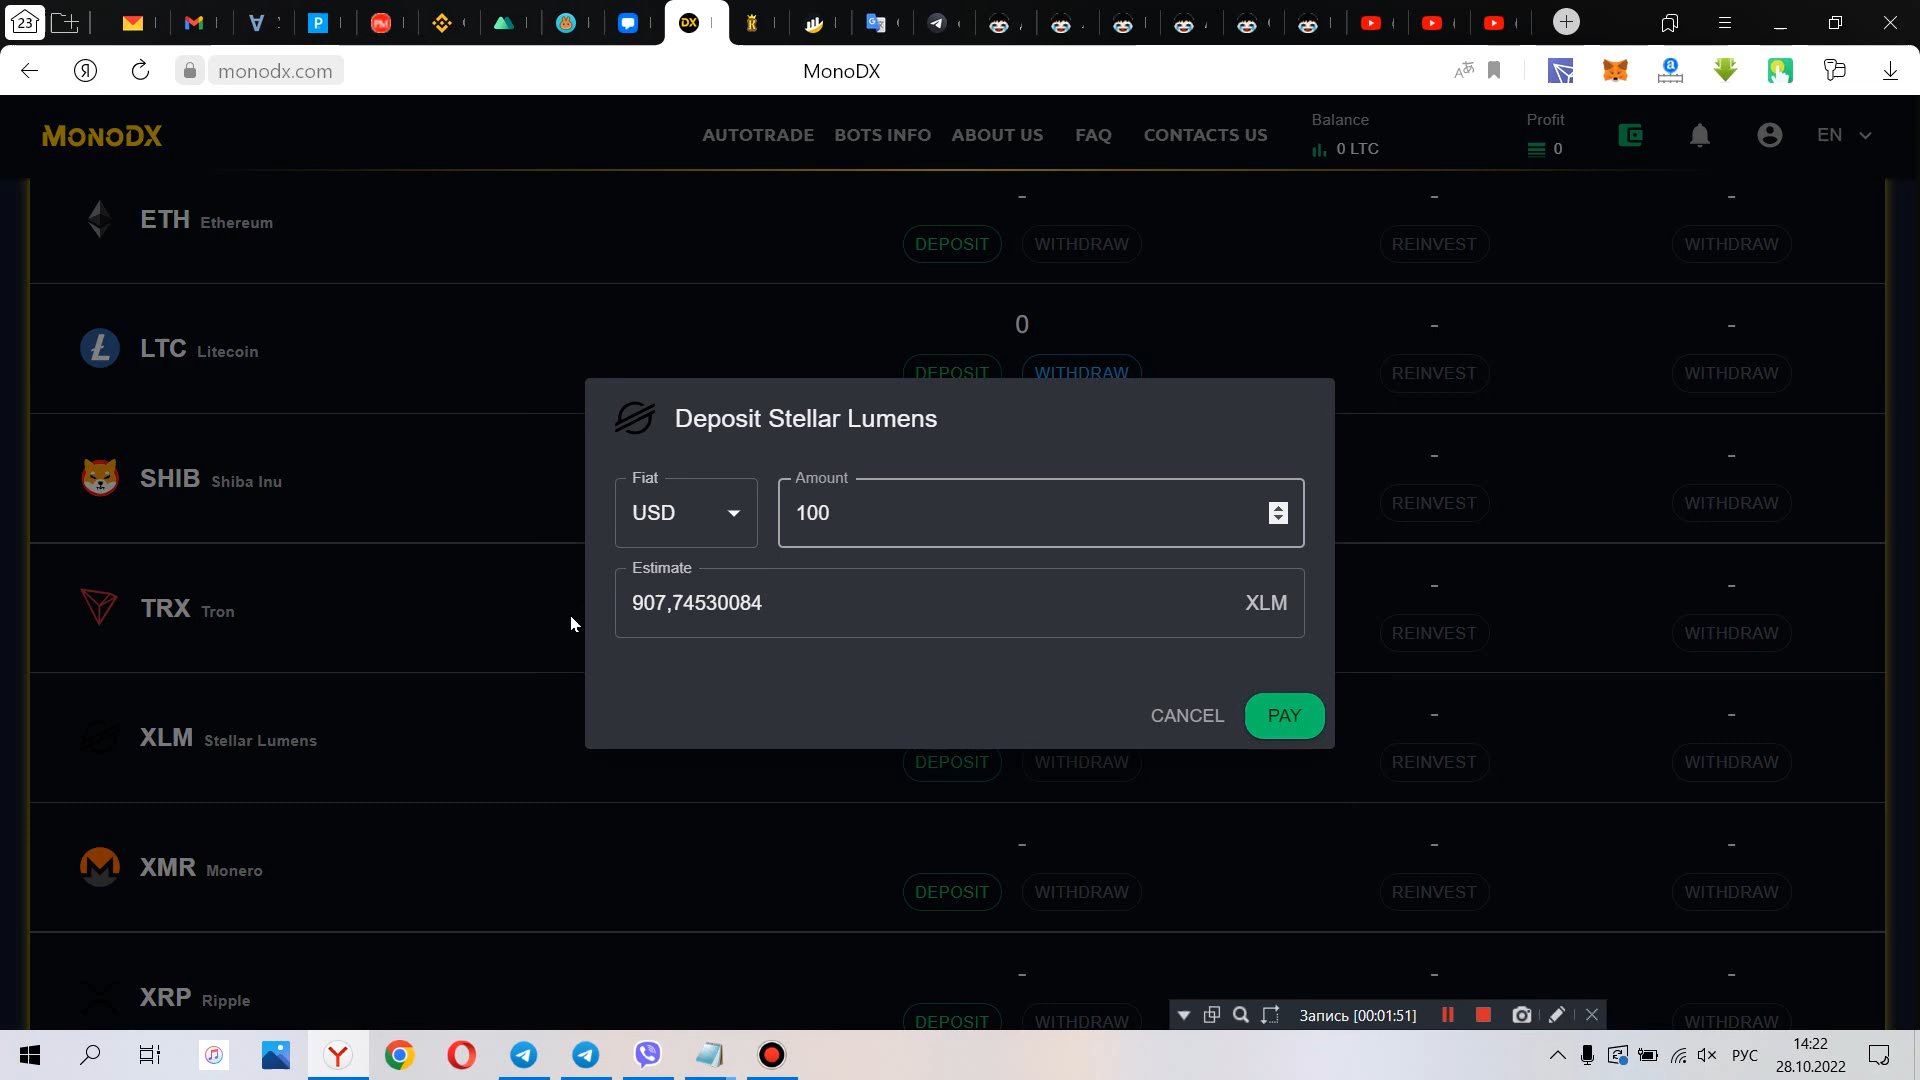 23
monodx.com
MonoDX
MONODX
AUTOTRADE
BOTS INFO
ABOUT US
FAQ
CONTACTS US
Balance
0 LTC
Profit
0
EN
ETH Ethereum
-
-
-
DEPOSIT
WITHDRAW
REINVEST
WITHDRAW
LTC Litecoin
0
-
-
DEPOSIT
WITHDRAW
REINVEST
WITHDRAW
Deposit Stellar Lumens
Fiat
USD
Amount
100
Estimate
907,74530084
XLM
CANCEL
PAY
SHIB Shiba Inu
-
-
REINVEST
WITHDRAW
TRX Tron
-
-
REINVEST
WITHDRAW
XLM Stellar Lumens
-
-
DEPOSIT
WITHDRAW
REINVEST
WITHDRAW
XMR Monero
-
-
-
DEPOSIT
WITHDRAW
REINVEST
WITHDRAW
XRP Ripple
-
-
-
DEPOSIT
WITHDRAW
WITHDRAW
Запись [00:01:51]
РУС
14:22
28.10.2022